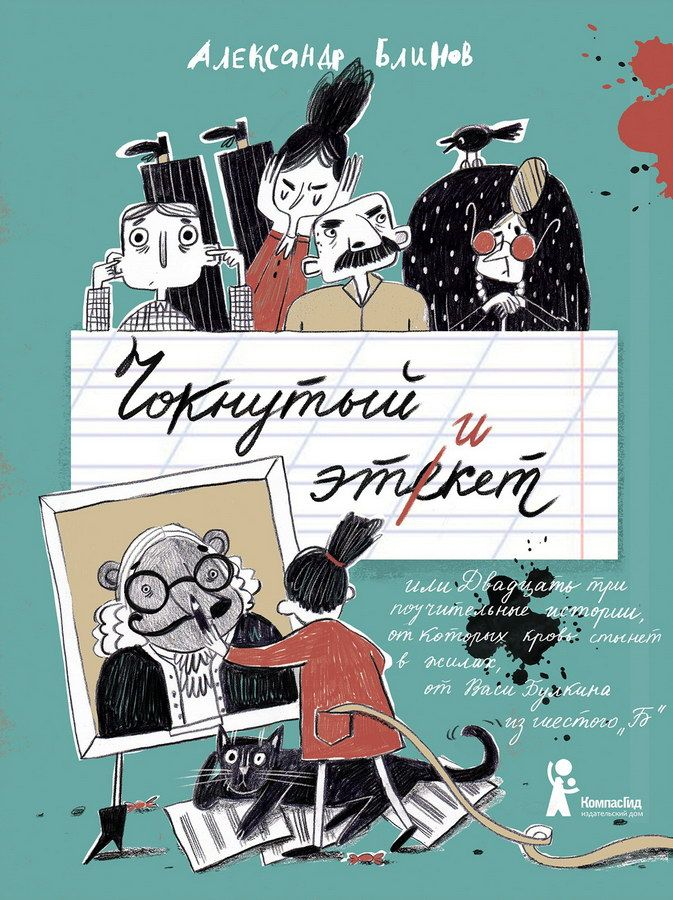 Александр Блинов
Чокнутый
и
этекет
или Двадцать три
поучительные истории,
от которых кровь стынет
в жилах,
от Васи Булкина
из шестого „Б“
КомпасГид
издательский дом